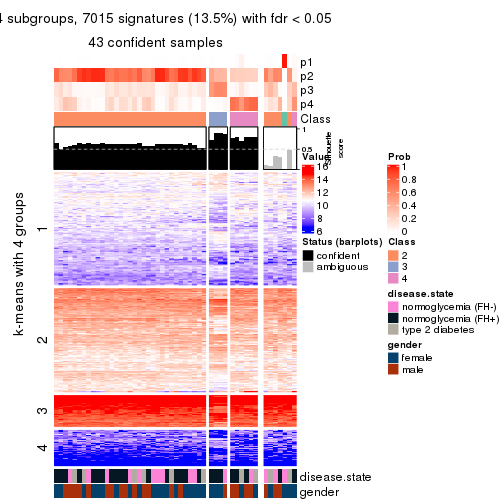 4 subgroups, 7015 signatures (13.5%) with fdr < 0.05
43 confident samples
p1
p2
p3
p4
Class
1
0.5
0
Silhouette
score
k-means with 4 groups
1
2
3
4
Value
16
14
12
10
8
6
Status (barplots)
confident
ambiguous
Prob
1
0.8
0.6
0.4
0.2
0
Class
2
3
4
disease.state
normoglycemia (FH-)
normoglycemia (FH+)
type 2 diabetes
gender
female
male
disease.state
gender